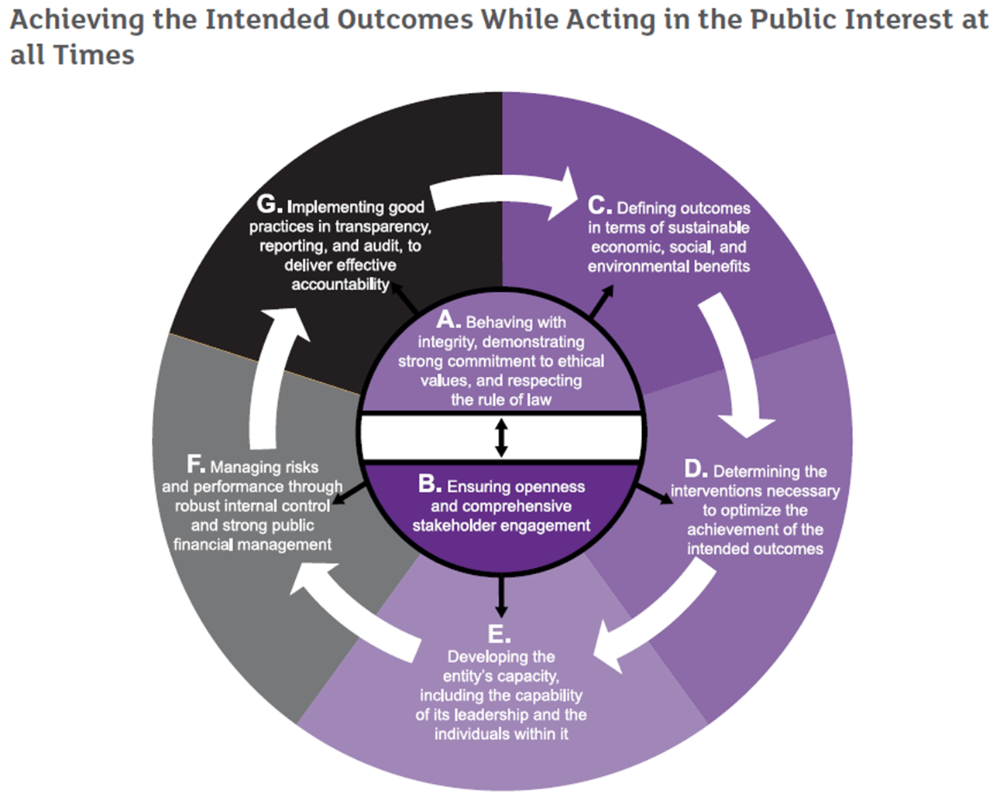 Achieving the Intended Outcomes While Acting in the Public Interest at
all Times
G. Implementing good
practices in transparency,
reporting, and audit, to
deliver effective
accountability
C. Defining outcomes
in terms of sustainable
economic, social, and
environmental benefits
A. Behaving with
integrity, demonstrating
strong commitment to ethical
values, and respecting
the rule of law
B. Ensuring openness
and comprehensive
stakeholder engagement
F. Managing risks
and performance through
robust internal control
and strong public
financial management
D. Determining the
interventions necessary
to optimize the
achievement of the
intended outcomes
E.
Developing the
entity's capacity,
including the capability
of its leadership and the
individuals within it